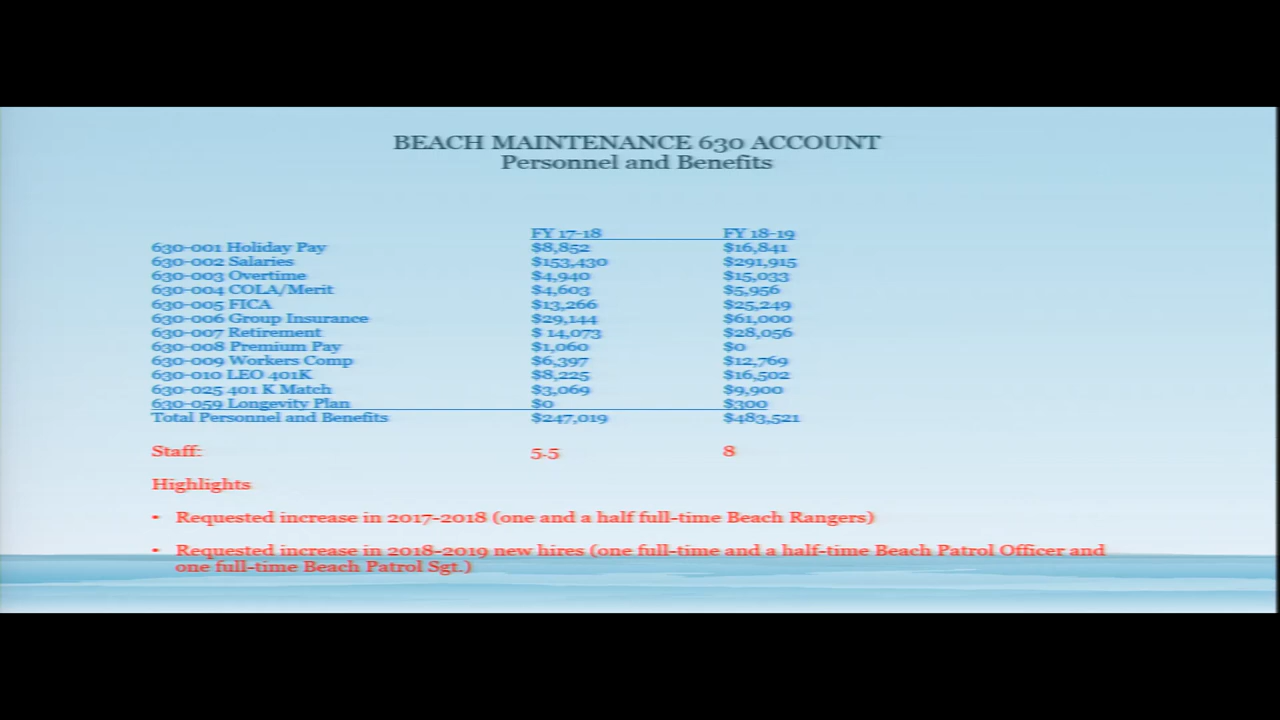 BEACH MAINTENANCE 630 ACCOUNT
Personnel and Benefits
FY 17-18 FY 18-19
630-001 Holiday Pay $8,852 $16,841
630-002 Salaries $153,430 $291,915
630-003 Overtime $4,940 $15,033
630-004 COLA/Merit $4,603 $5,956
630-005 FICA $13,266 $25,249
630-006 Group Insurance $29,144 $61,000
630-007 Retirement $ 14,073 $28,056
630-008 Premium Pay $1,060 $0
630-009 Workers Comp $6,397 $12,769
630-010 LEO 401K $8,225 $16,502
630-025 401 K Match $3,069 $9,900
630-059 Longevity Plan $0 $300
Total Personnel and Benefits $247,019 $483,521
Staff: 5.5 8
Highlights
• Requested increase in 2017-2018 (one and a half full-time Beach Rangers)
• Requested increase in 2018-2019 new hires (one full-time and a half-time Beach Patrol Officer and
one full-time Beach Patrol Sgt.)